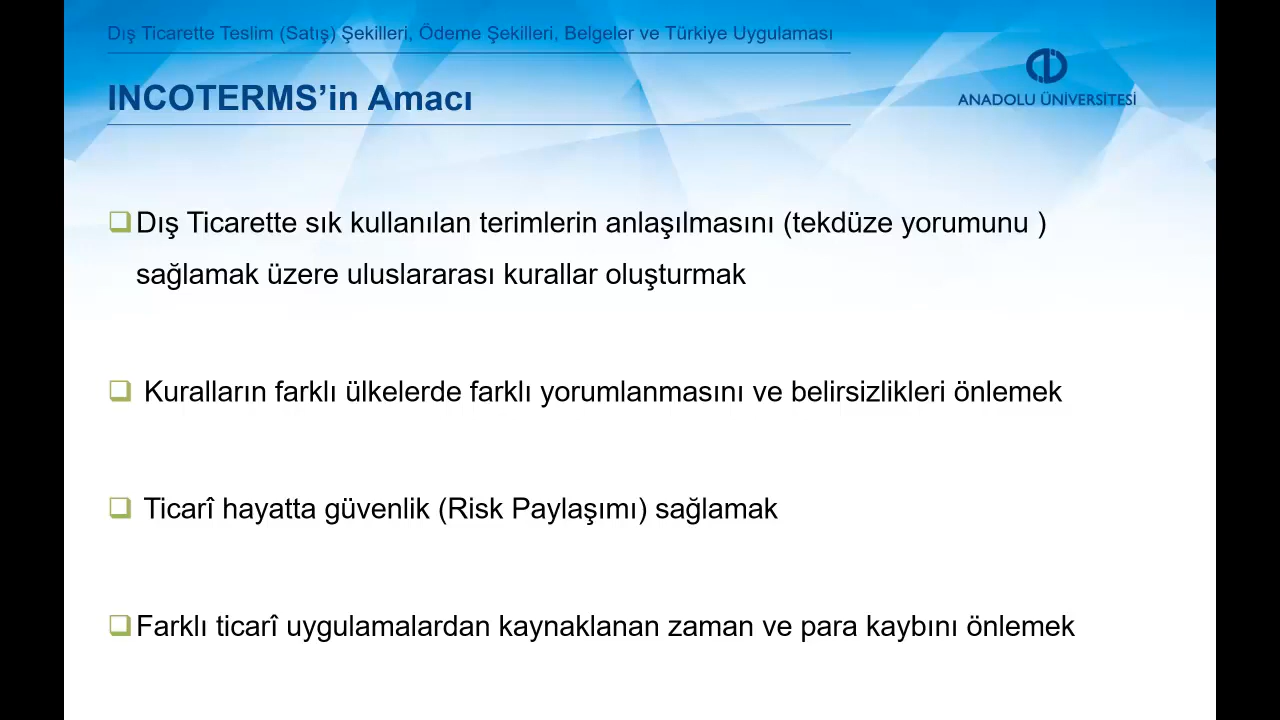 Dış Ticarette Teslim (Satış) Şekilleri, Ödeme Şekilleri, Belgeler ve Türkiye Uygulaması
INCOTERMS’in Amacı
ANADOLU ÜNİVERSİTESİ
Dış Ticarette sık kullanılan terimlerin anlaşılmasını (tekdüze yorumunu )
sağlamak üzere uluslararası kurallar oluşturmak
Kuralların farklı ülkelerde farklı yorumlanmasını ve belirsizlikleri önlemek
Ticarî hayatta güvenlik (Risk Paylaşımı) sağlamak
Farklı ticarî uygulamalardan kaynaklanan zaman ve para kaybını önlemek